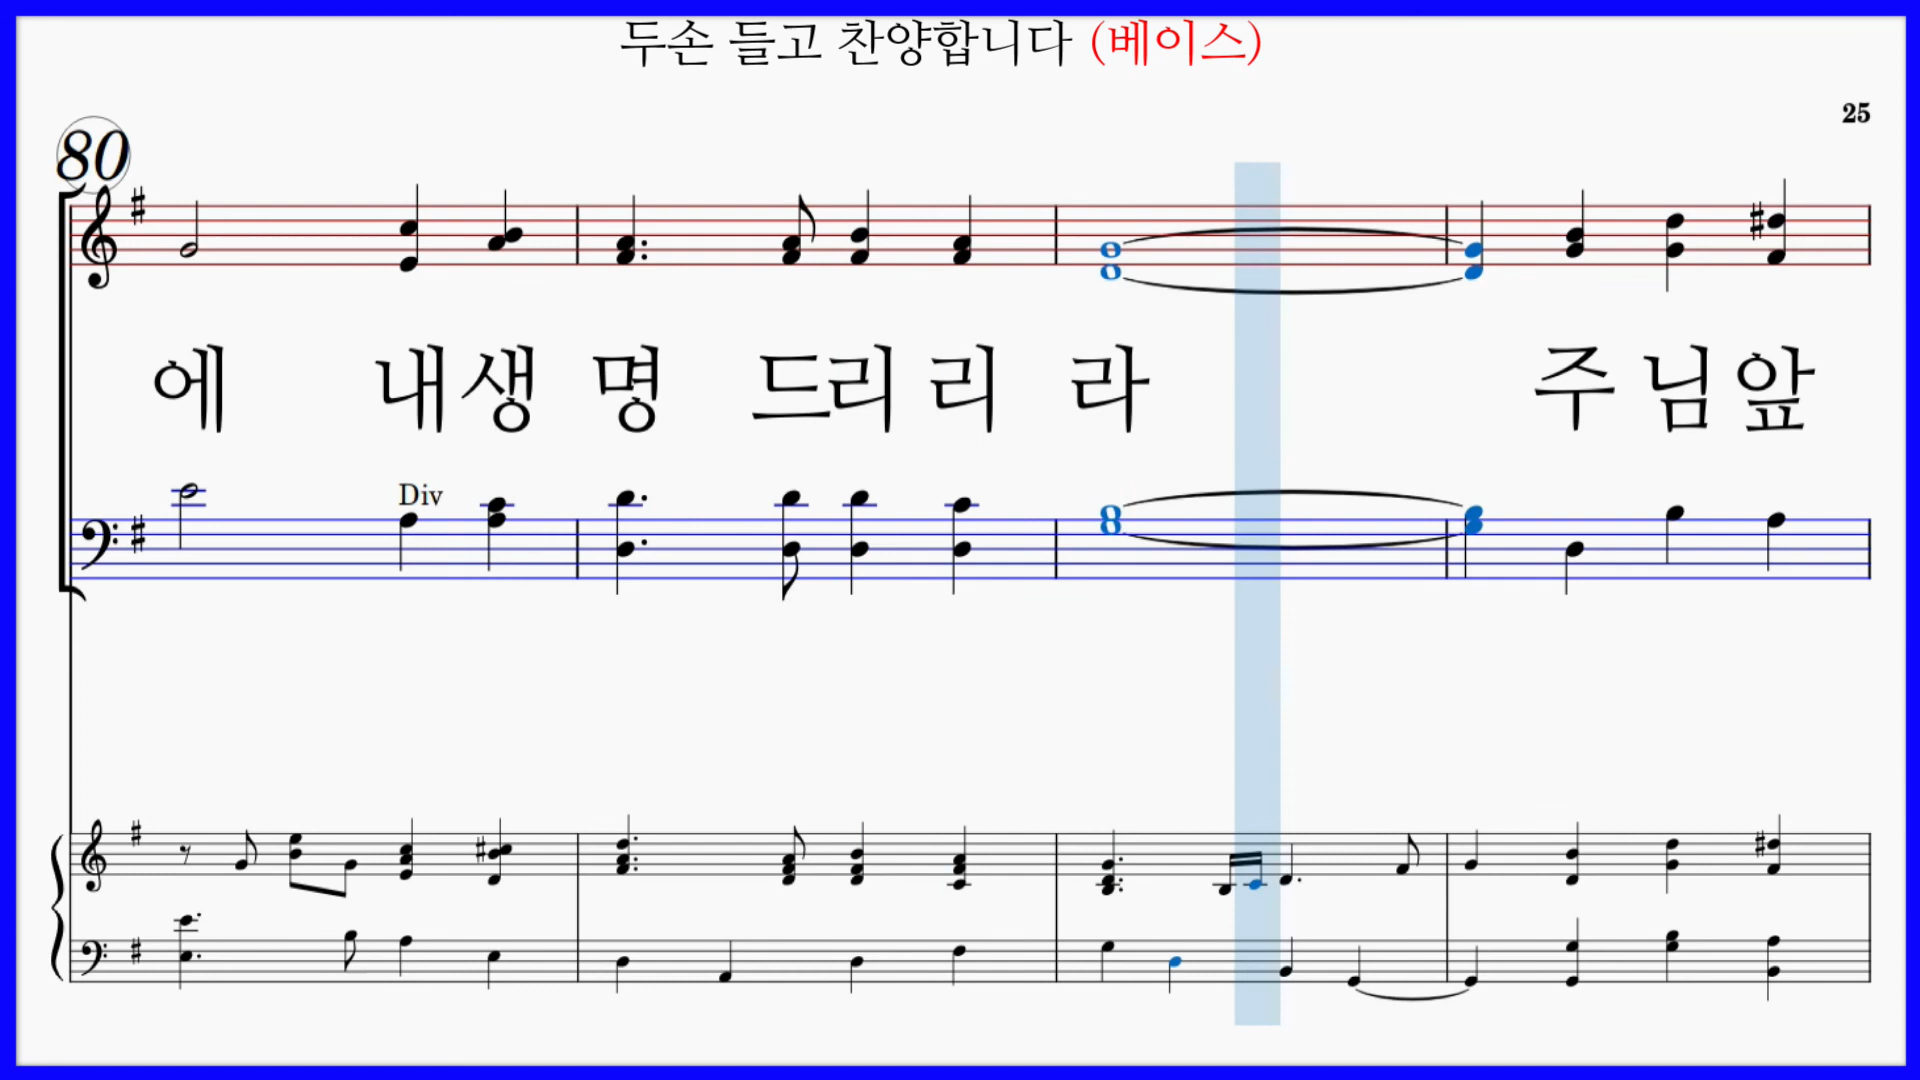 두손 들고 찬양합니다 (베이스)
25
80
에 내 생 명 드 리 리 라 주 님 앞
Div